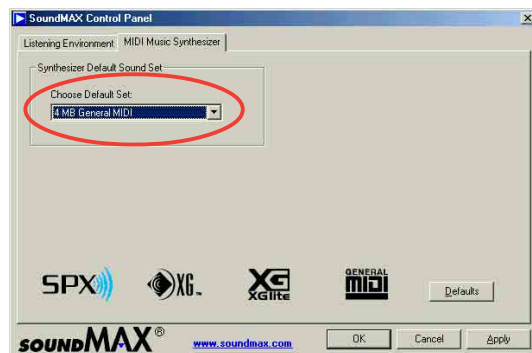 SoundMAX Control Panel
Listening Environment MIDI Music Synthesizer
Synthesizer Default Sound Set
Choose Default Set:
4 MB General MIDI
SPX XG XG XGlite GENERAL MIDI Defaults
SOUNDMAX® www.soundmax.com OK Cancel Apply